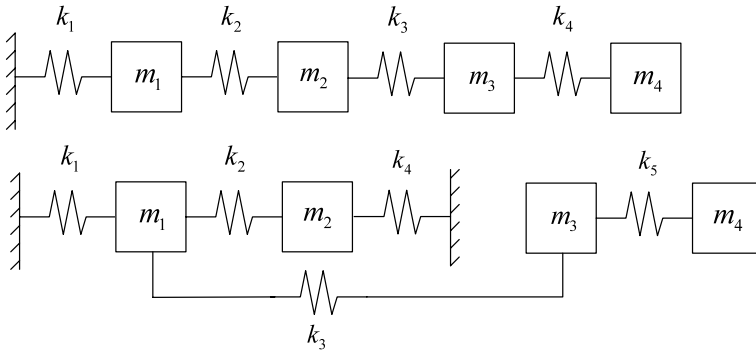 k₁ k₂ k₃ k₄
m₁ m₂ m₃ m₄
k₁ k₂ k₄ k₅
m₁ m₂ m₃ m₄
k₃